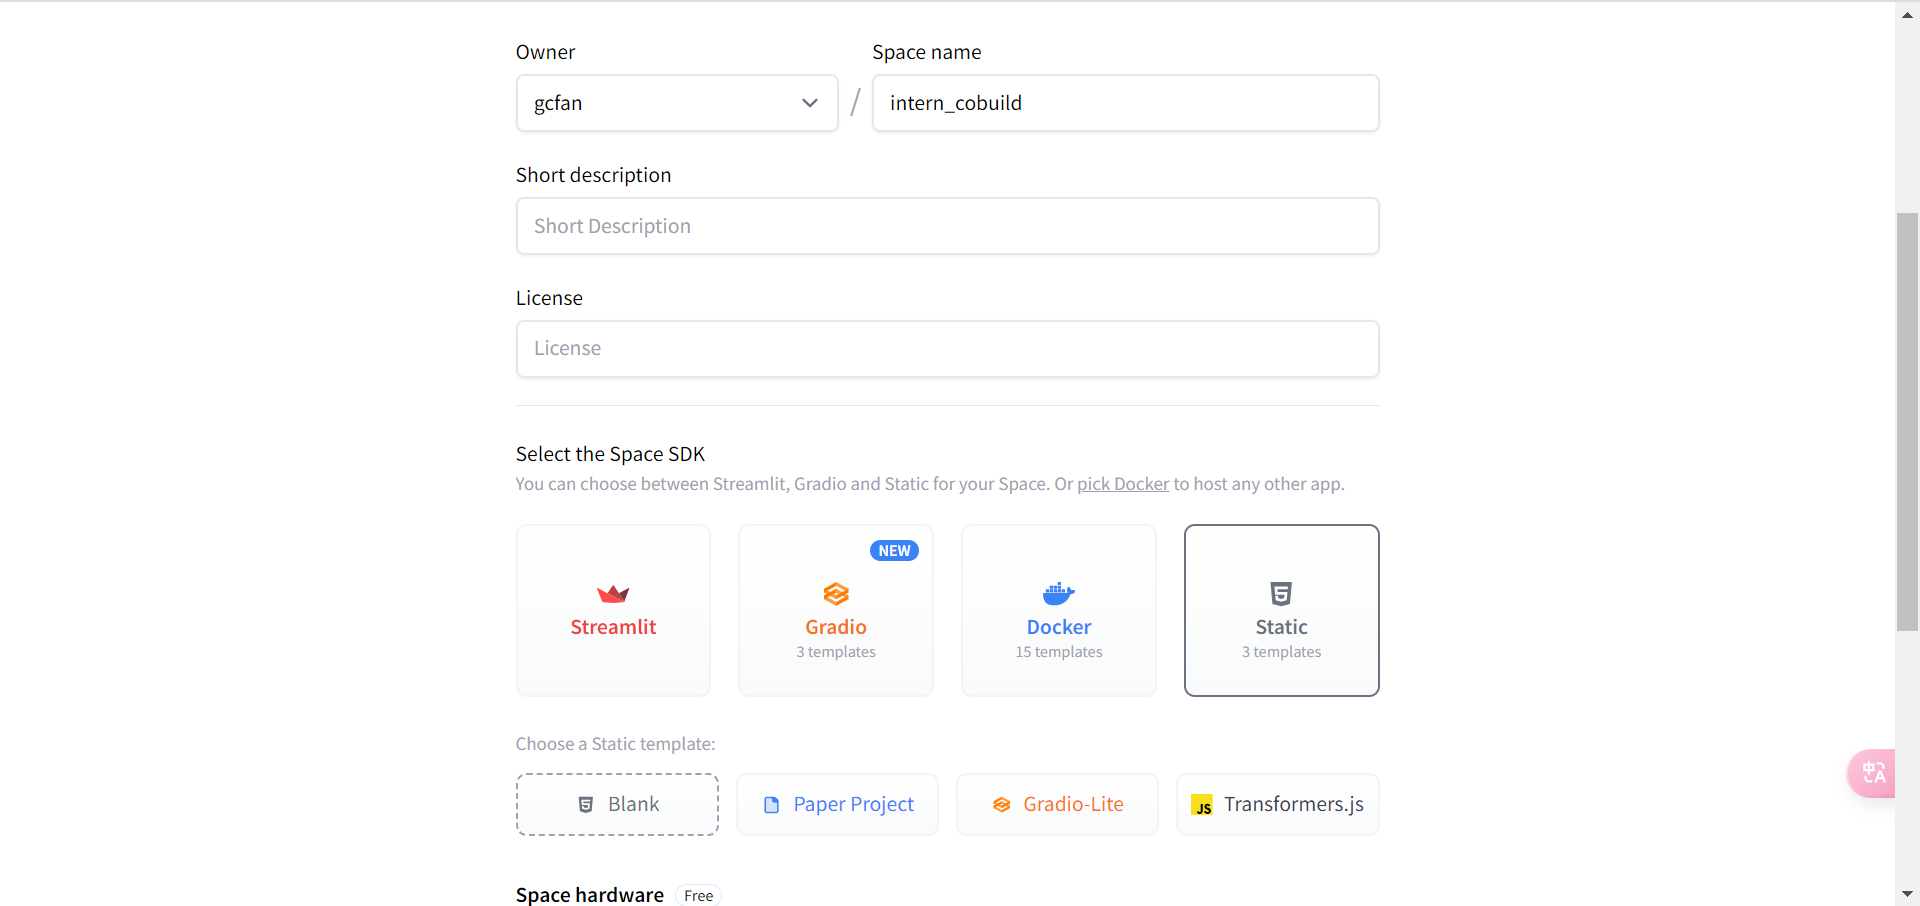 Owner
Space name
gcfan
/
intern_cobuild
Short description
Short Description
License
License
Select the Space SDK
You can choose between Streamlit, Gradio and Static for your Space. Or pick Docker to host any other app.
Streamlit
NEW
Gradio
3 templates
Docker
15 templates
Static
3 templates
Choose a Static template:
Blank
Paper Project
Gradio-Lite
JS Transformers.js
Space hardware Free
中A